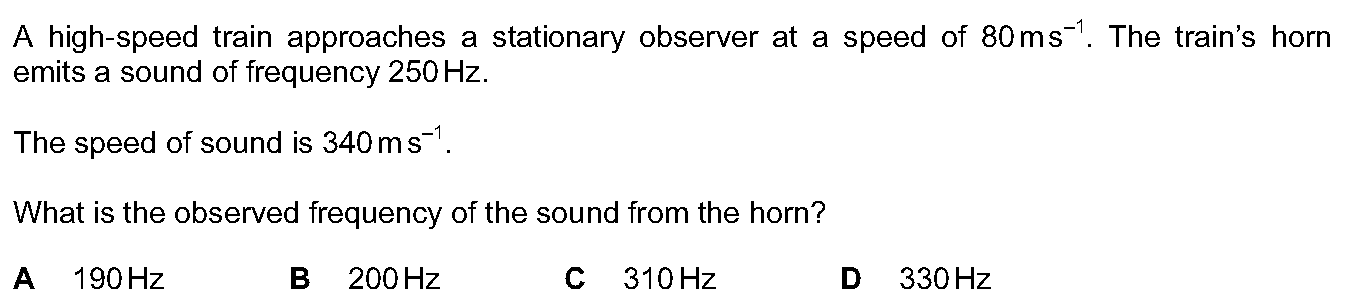 A high-speed train approaches a stationary observer at a speed of 80 m s⁻¹. The train's horn
emits a sound of frequency 250 Hz.
The speed of sound is 340 m s⁻¹.
What is the observed frequency of the sound from the horn?
A 190 Hz B 200 Hz C 310 Hz D 330 Hz